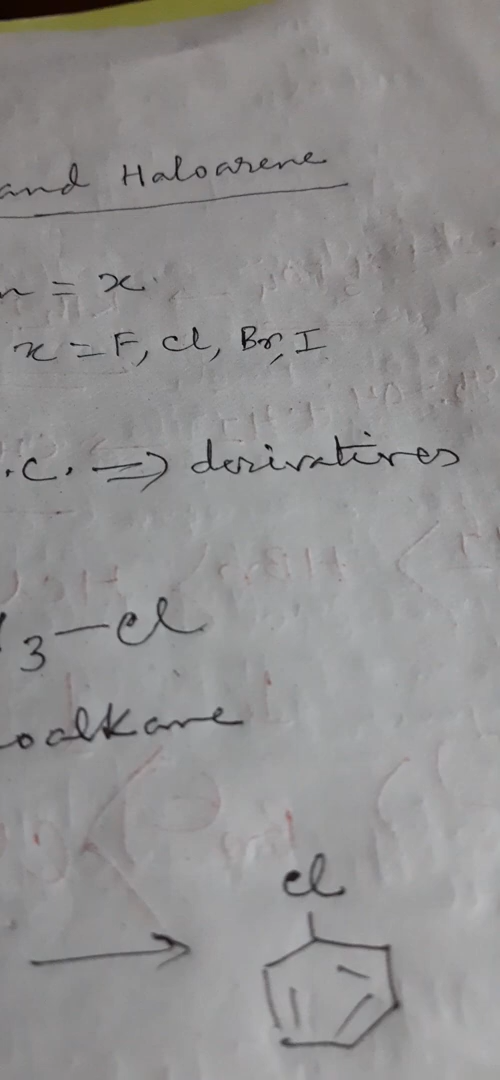 and Haloarene
n = x.
x = F, Cl, Br, I
.C. ⇒ derivatives
3—Cl
oalkane
Cl